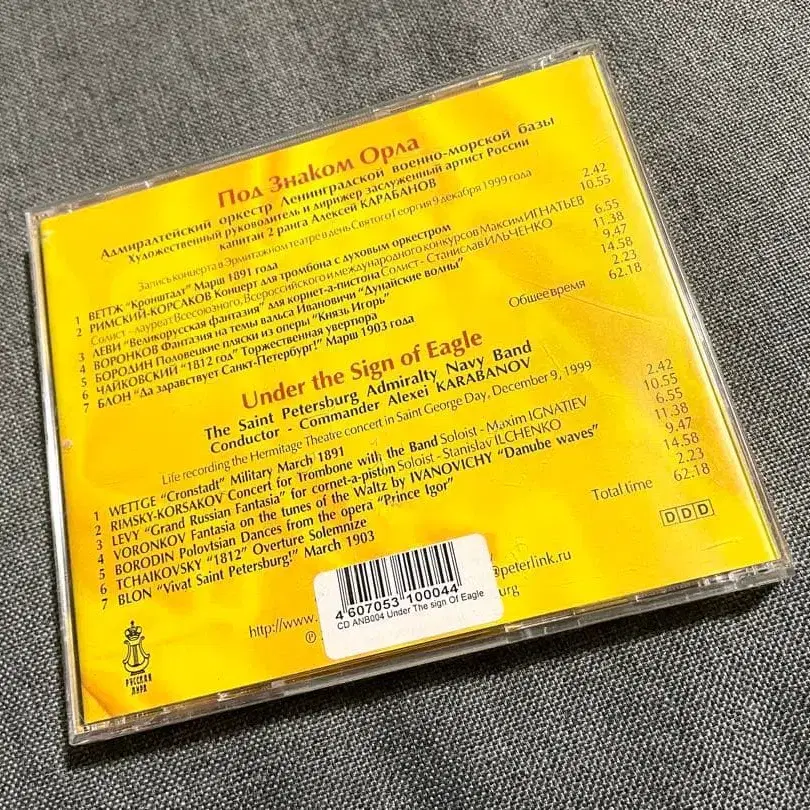 Под Знаком Орла
Адмиралтейский оркестр Ленинградской военно-морской базы
Художественный руководитель и дирижер заслуженный артист России
капитан 2 ранга Алексей КАРАБАНОВ
Запись концерта в Эрмитажном театре в день Святого Георгия 9 декабря 1999 года
1 ВЕТТЖ "Кронштадт" Марш 1891 года 2.42
2 РИМСКИЙ-КОРСАКОВ Концерт для тромбона с духовым оркестром 10.55
Солист - лауреат Всесоюзного, Всероссийского и международного конкурсов Максим ИГНАТЬЕВ
3 ЛЕВИ "Великорусская фантазия" для корнет-а-пистона Солист - Станислав ИЛЬЧЕНКО 6.55
4 ВОРОНКОВ Фантазия на темы вальса Ивановичи "Дунайские волны" 11.38
5 БОРОДИН Половецкие пляски из оперы "Князь Игорь" 9.47
6 ЧАЙКОВСКИЙ "1812 год" Торжественная увертюра 14.58
7 БЛОН "Да здравствует Санкт-Петербург!" Марш 1903 года 2.23
Общее время 62.18
Under the Sign of Eagle
The Saint Petersburg Admiralty Navy Band
Conductor - Commander Alexei KARABANOV
Life recording the Hermitage Theatre concert in Saint George Day, December 9, 1999
1 WETTGE "Cronstadt" Military March 1891 2.42
2 RIMSKY-KORSAKOV Concert for Trombone with the Band Soloist - Maxim IGNATIEV 10.55
3 LEVY "Grand Russian Fantasia" for cornet-a-piston Soloist - Stanislav ILCHENKO 6.55
4 VORONKOV Fantasia on the tunes of the Waltz by IVANOVICHY "Danube waves" 11.38
5 BORODIN Polovtsian Dances from the opera "Prince Igor" 9.47
6 TCHAIKOVSKY "1812" Overture Solemnize 14.58
7 BLON "Vivat Saint Petersburg!" March 1903 2.23
Total time 62.18
DDD
4607053100044
CD ANB004 Under The sign Of Eagle
http://www. @peterlink.ru
℗ urg
РУССКАЯ
ЛИРА